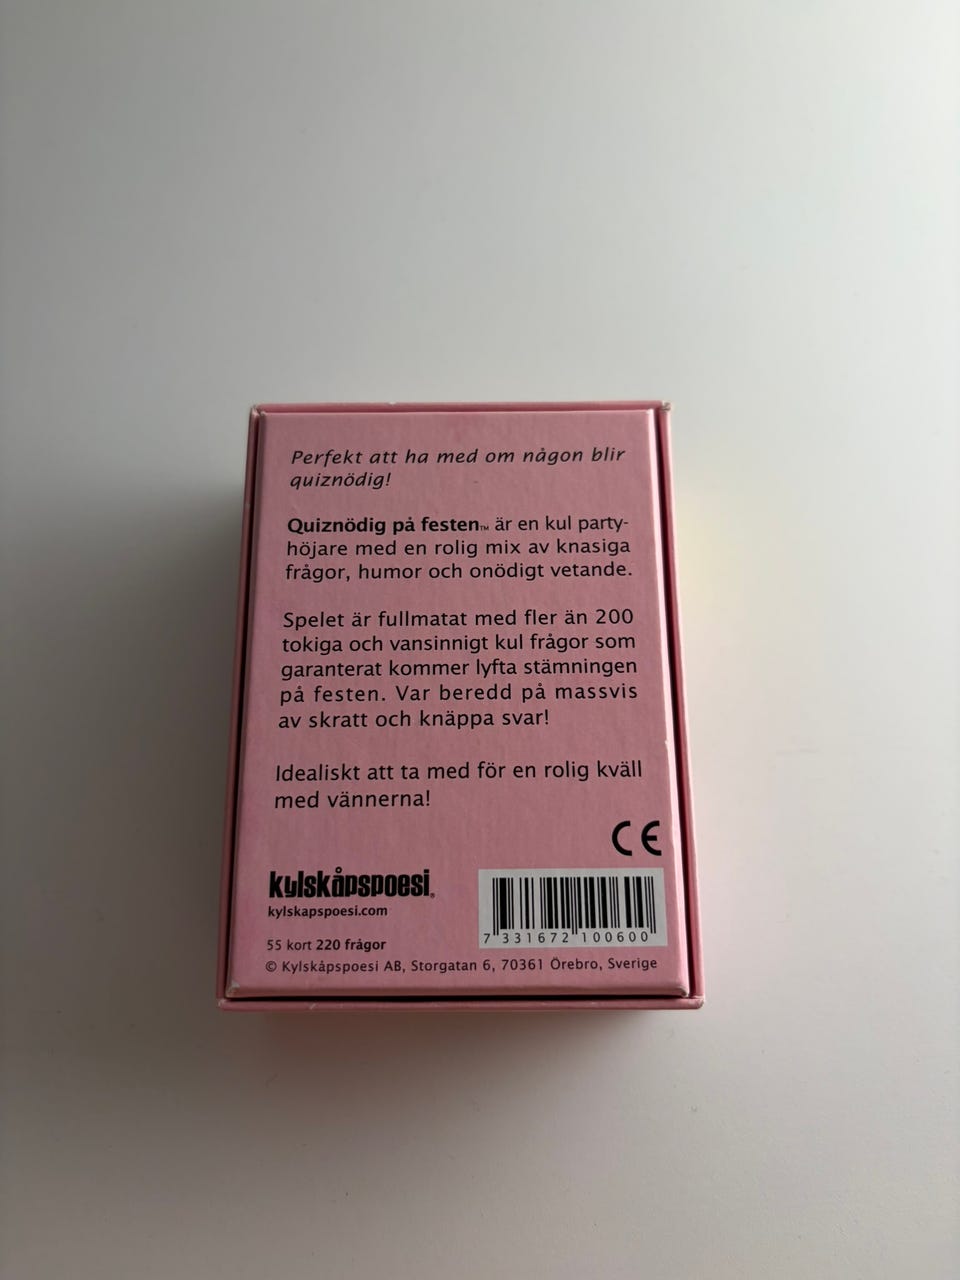 Perfekt att ha med om någon blir
quiznödig!
Quiznödig på festen™ är en kul party-
höjare med en rolig mix av knasiga
frågor, humor och onödigt vetande.
Spelet är fullmatat med fler än 200
tokiga och vansinnigt kul frågor som
garanterat kommer lyfta stämningen
på festen. Var beredd på massvis
av skratt och knäppa svar!
Idealiskt att ta med för en rolig kväll
med vännerna!
CE
kylskåpspoesi®
kylskapspoesi.com
7 331672 100600
55 kort 220 frågor
© Kylskåpspoesi AB, Storgatan 6, 70361 Örebro, Sverige